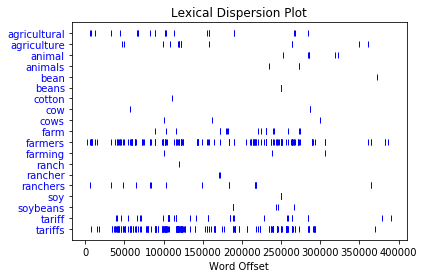 Lexical Dispersion Plot
agricultural
agriculture
animal
animals
bean
beans
cotton
cow
cows
farm
farmers
farming
ranch
rancher
ranchers
soy
soybeans
tariff
tariffs
0 50000 100000 150000 200000 250000 300000 350000 400000
Word Offset